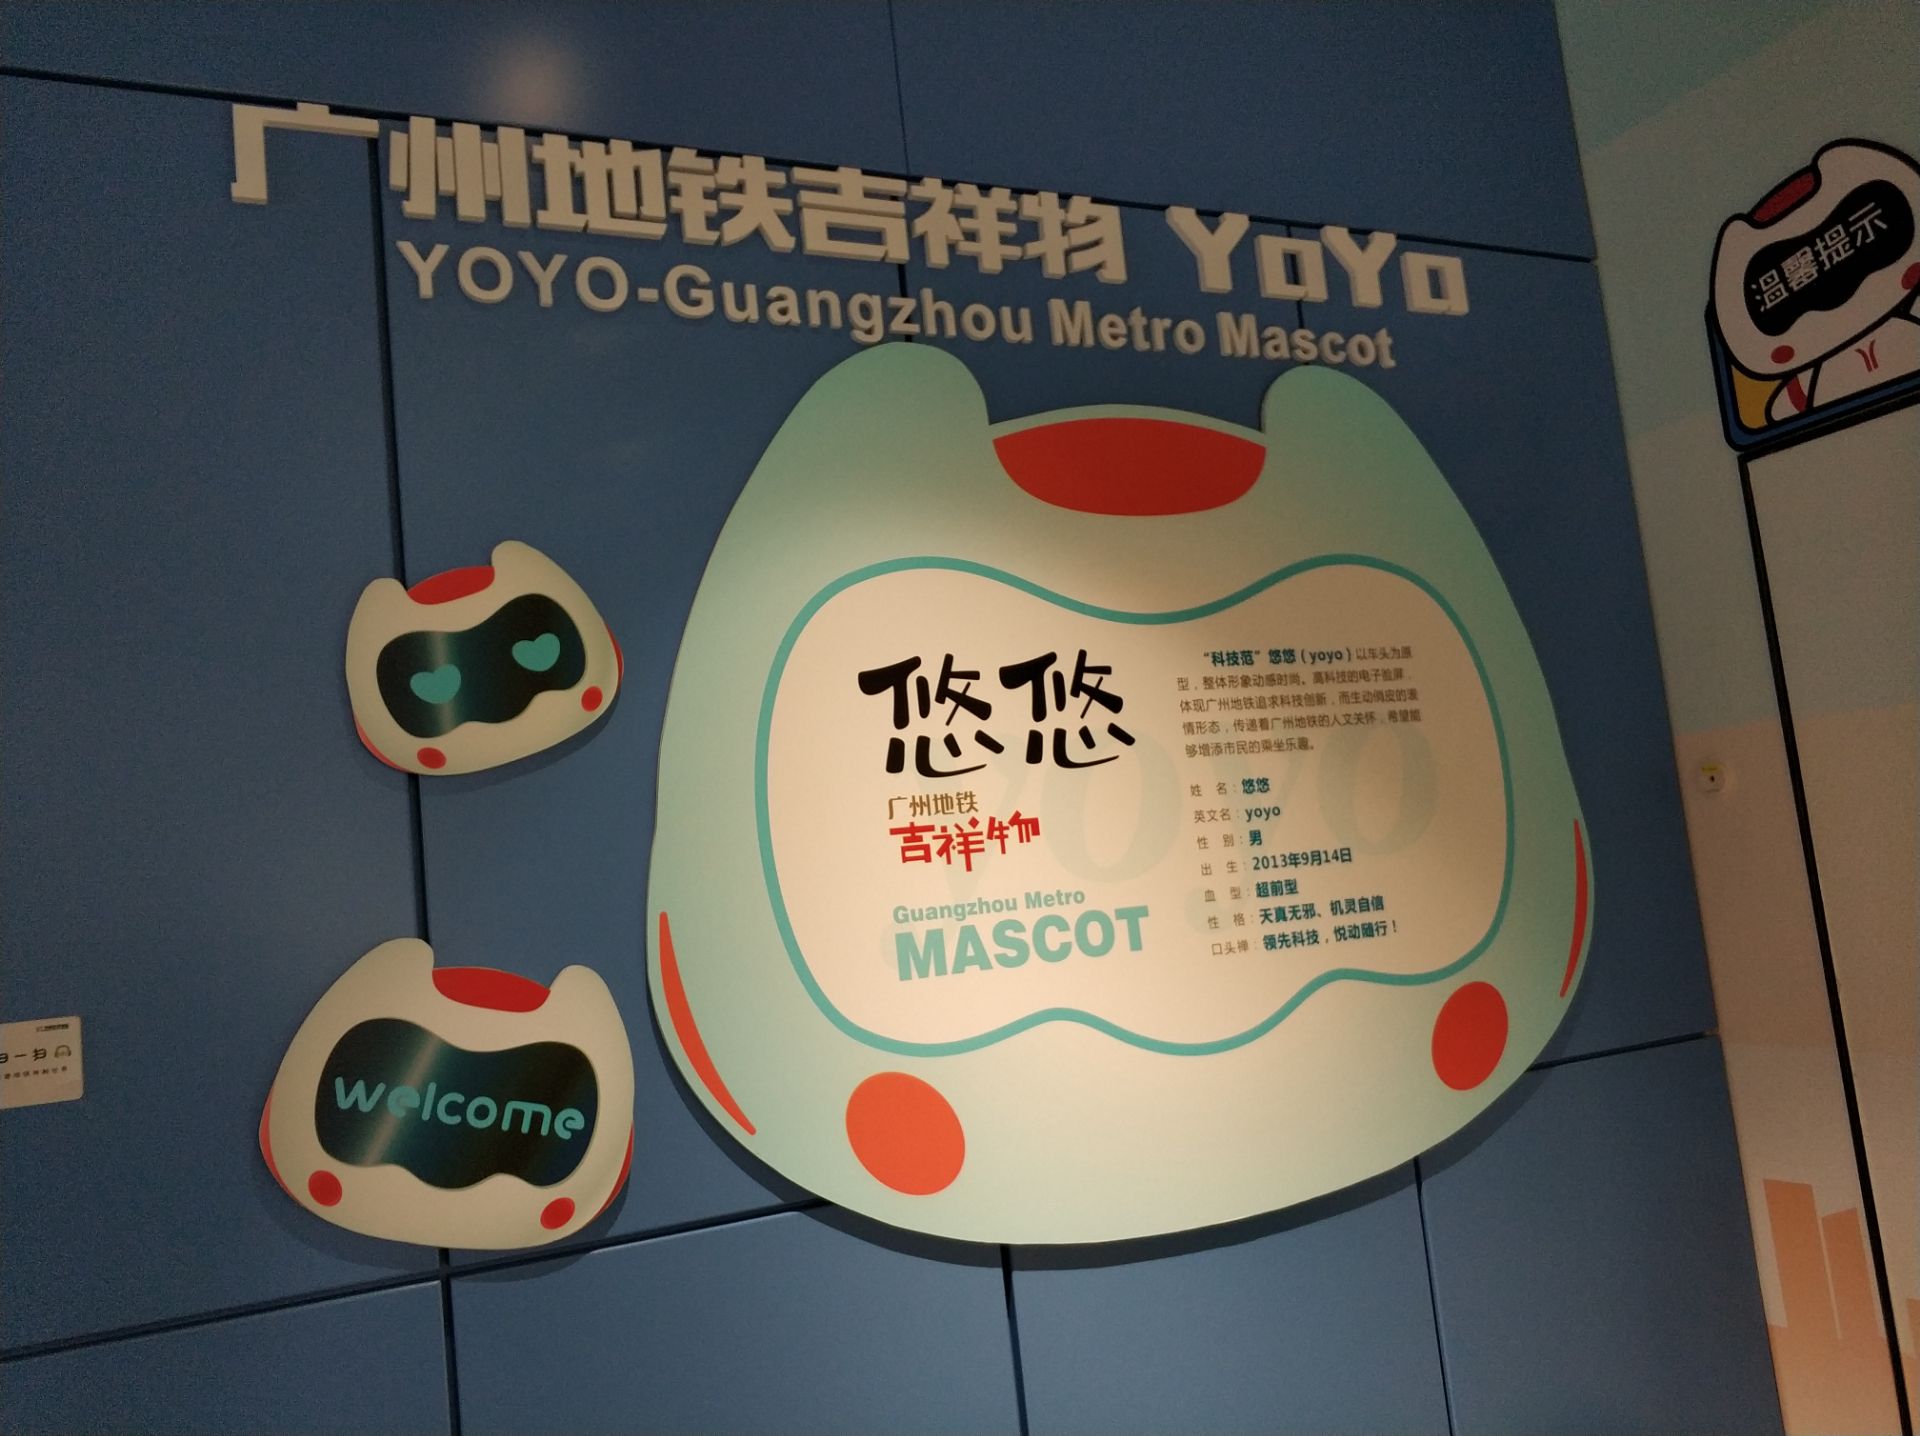 广州地铁吉祥物 YoYo
YOYO-Guangzhou Metro Mascot
温馨提示
悠悠
广州地铁
吉祥物
Guangzhou Metro
MASCOT
“科技范”悠悠（yoyo）以车头为原
型，整体形象动感时尚。高科技的电子脸屏，
体现广州地铁追求科技创新，而生动俏皮的表
情形态，传递着广州地铁的人文关怀，希望能
够增添市民的乘坐乐趣。
姓 名：悠悠
英文名：yoyo
性 别：男
出 生：2013年9月14日
血 型：超前型
性 格：天真无邪、机灵自信
口头禅：领先科技，悦动随行！
yoyo
welcome
扫一扫